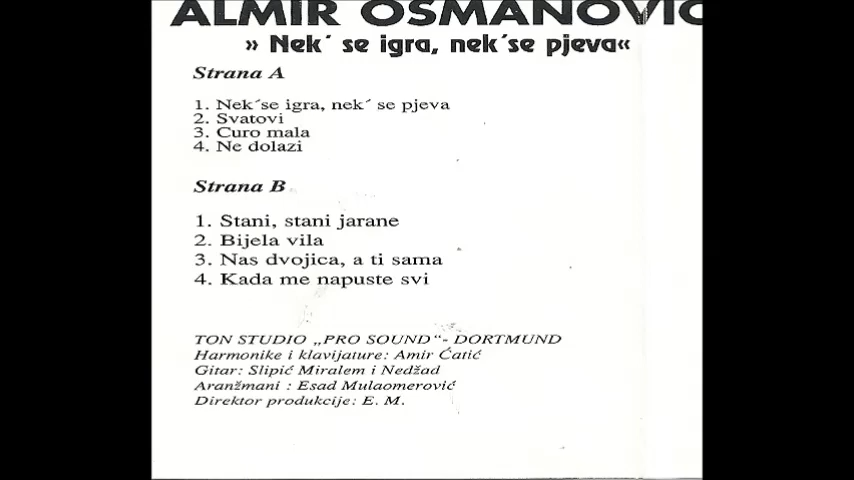 ALMIR OSMANOVIC
» Nek´ se igra, nek´se pjeva«
Strana A
1. Nek´se igra, nek´ se pjeva
2. Svatovi
3. Curo mala
4. Ne dolazi
Strana B
1. Stani, stani jarane
2. Bijela vila
3. Nas dvojica, a ti sama
4. Kada me napuste svi
TON STUDIO „PRO SOUND“- DORTMUND
Harmonike i klavijature: Amir Ćatić
Gitar: Slipić Miralem i Nedžad
Aranžmani : Esad Mulaomerović
Direktor produkcije: E. M.